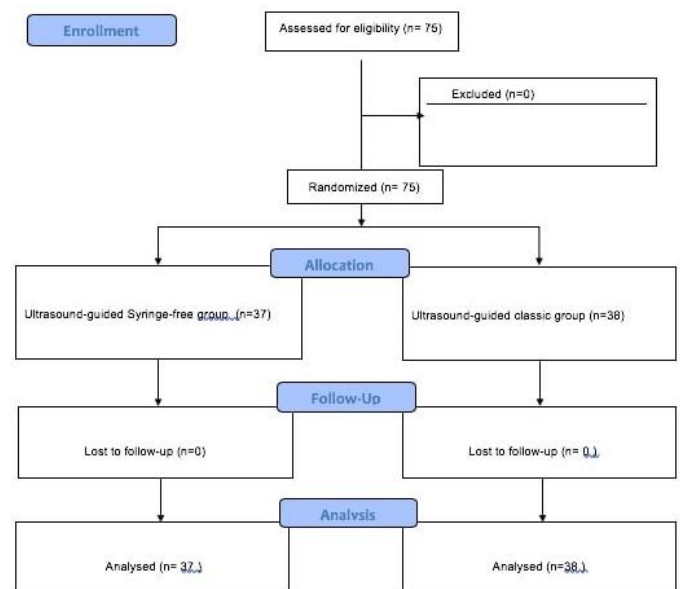 Enrollment
Assessed for eligibility (n= 75)
Excluded (n=0)
Randomized (n= 75)
Allocation
Ultrasound-guided Syringe-free group (n=37)
Ultrasound-guided classic group (n=38)
Follow-Up
Lost to follow-up (n=0)
Lost to follow-up (n= 0 )
Analysis
Analysed (n= 37 )
Analysed (n=38 )